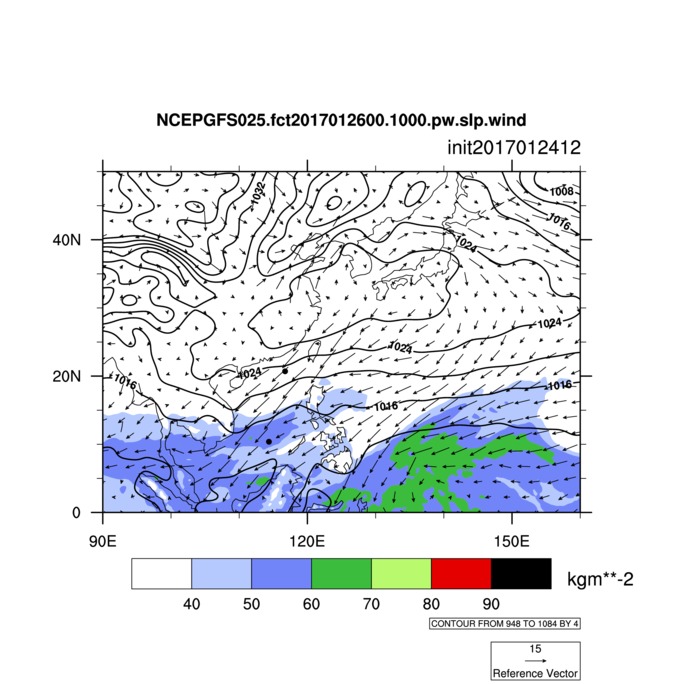 NCEPGFS025.fct2017012600.1000.pw.slp.wind
init2017012412
1032
1008
1016
40N
1024
1024
1024
1024
20N
1016
1016
1016
0
90E 120E 150E
kgm**-2
40 50 60 70 80 90
CONTOUR FROM 948 TO 1084 BY 4
15
Reference Vector